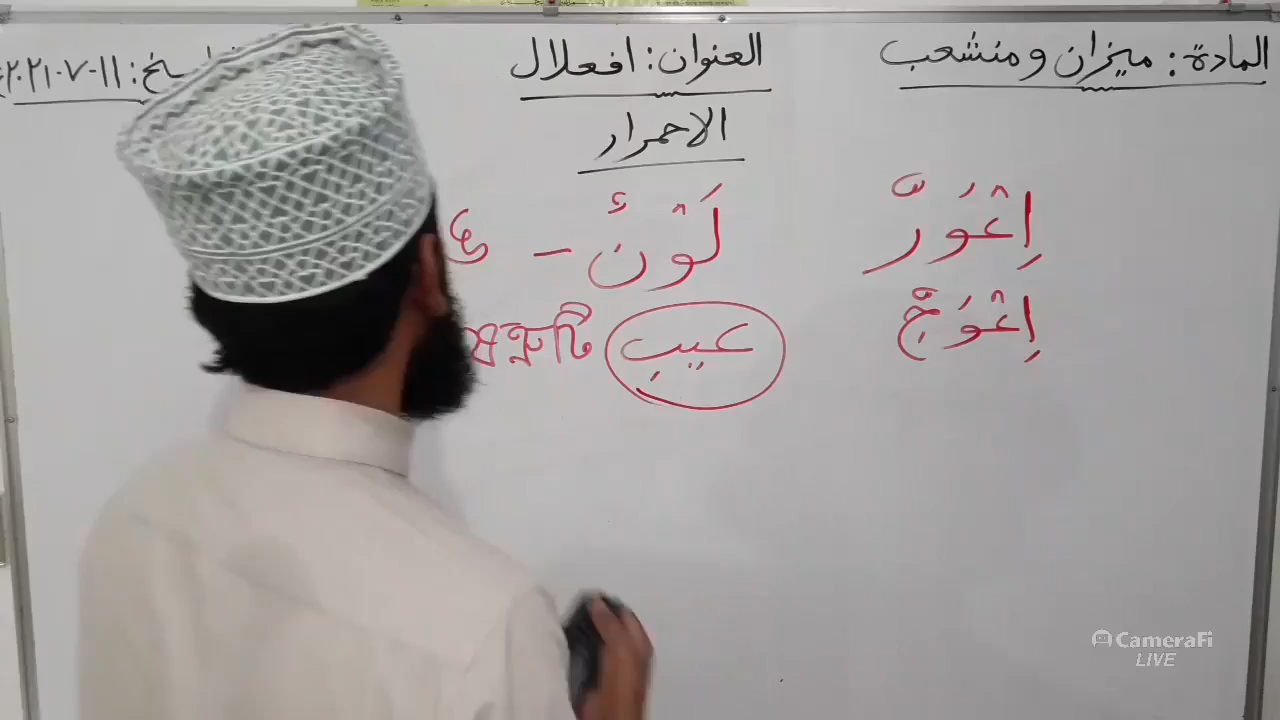 المادة: ميزان ومنشعب العنوان: افعلال ١١-٧-٢٠٢١
الاحمرار
اِعْوَرَّ لَوْنٌ -
اِعْوَجَّ عيب
CameraFi
LIVE